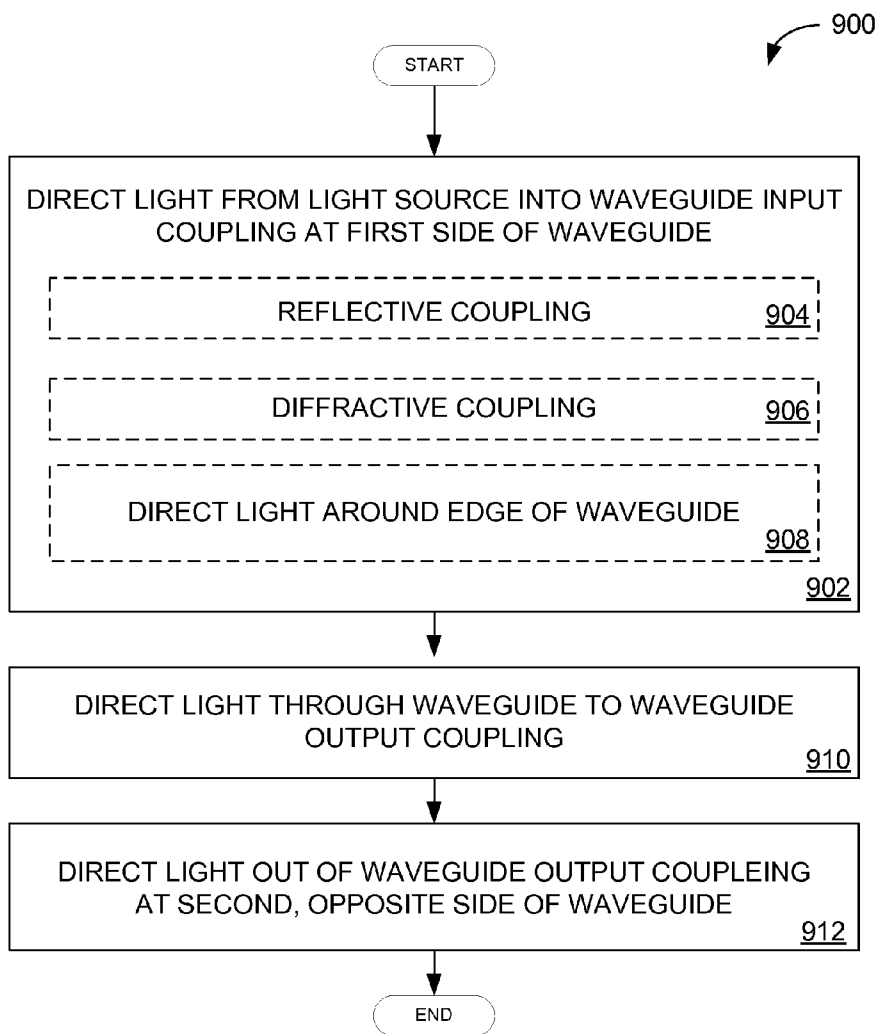 900
START
DIRECT LIGHT FROM LIGHT SOURCE INTO WAVEGUIDE INPUT
COUPLING AT FIRST SIDE OF WAVEGUIDE
REFLECTIVE COUPLING
904
DIFFRACTIVE COUPLING
906
DIRECT LIGHT AROUND EDGE OF WAVEGUIDE
908
902
DIRECT LIGHT THROUGH WAVEGUIDE TO WAVEGUIDE
OUTPUT COUPLING
910
DIRECT LIGHT OUT OF WAVEGUIDE OUTPUT COUPLEING
AT SECOND, OPPOSITE SIDE OF WAVEGUIDE
912
END